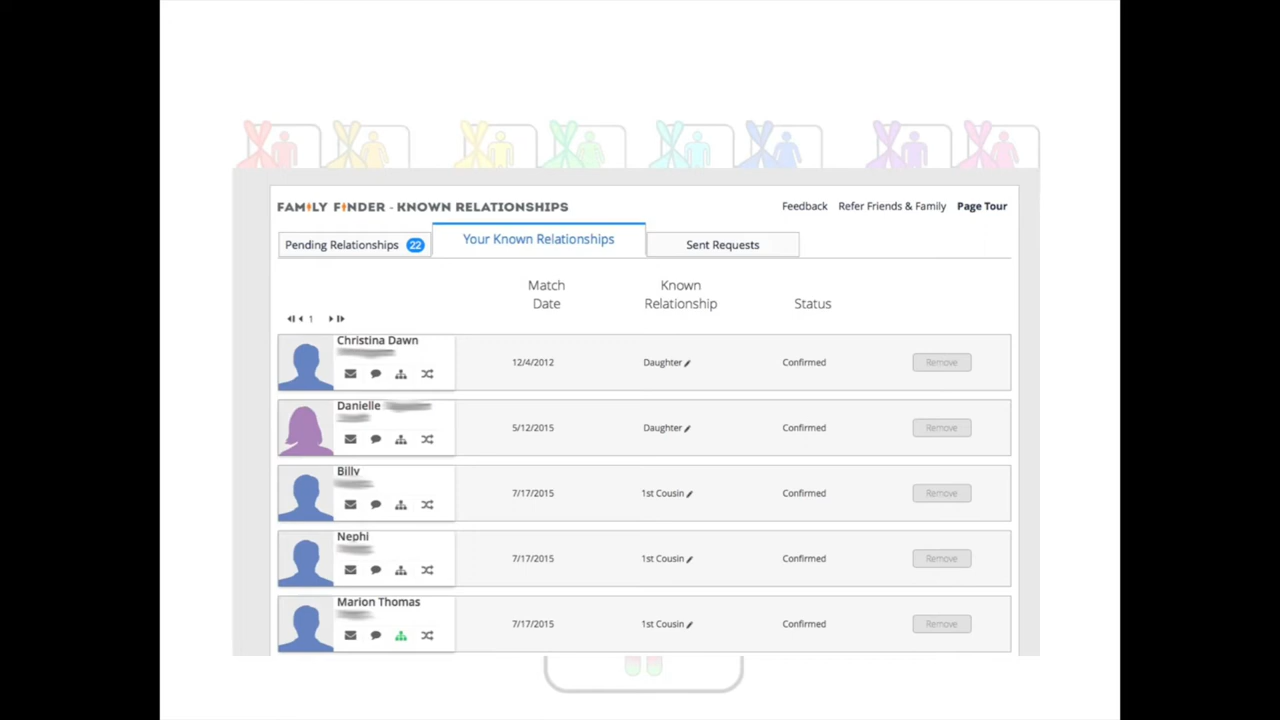 FAMILY FINDER - KNOWN RELATIONSHIPS
Feedback Refer Friends & Family Page Tour
Pending Relationships 22 Your Known Relationships Sent Requests
Match Date Known Relationship Status
1
Christina Dawn
12/4/2012 Daughter Confirmed Remove
Danielle
5/12/2015 Daughter Confirmed Remove
Billy
7/17/2015 1st Cousin Confirmed Remove
Nephi
7/17/2015 1st Cousin Confirmed Remove
Marion Thomas
7/17/2015 1st Cousin Confirmed Remove